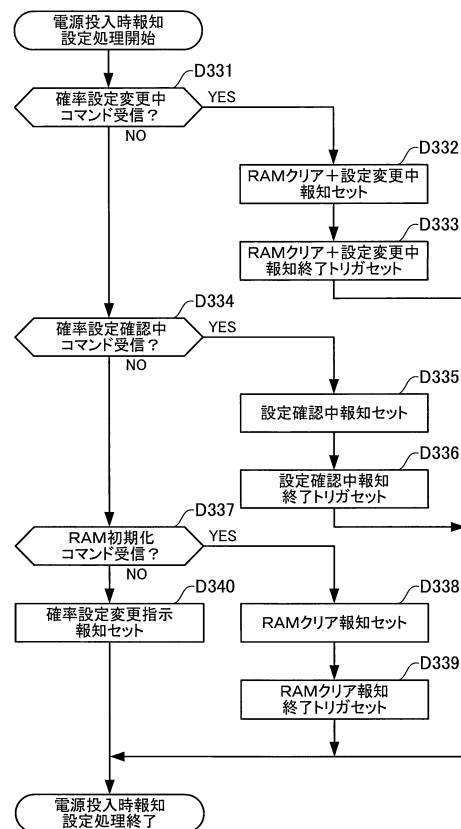 電源投入時報知
設定処理開始
D331
確率設定変更中
コマンド受信？
YES
NO
D332
RAMクリア＋設定変更中
報知セット
D333
RAMクリア＋設定変更中
報知終了トリガセット
D334
確率設定確認中
コマンド受信？
YES
NO
D335
設定確認中報知セット
D336
設定確認中報知
終了トリガセット
D337
RAM初期化
コマンド受信？
YES
NO
D340
確率設定変更指示
報知セット
D338
RAMクリア報知セット
D339
RAMクリア報知
終了トリガセット
電源投入時報知
設定処理終了